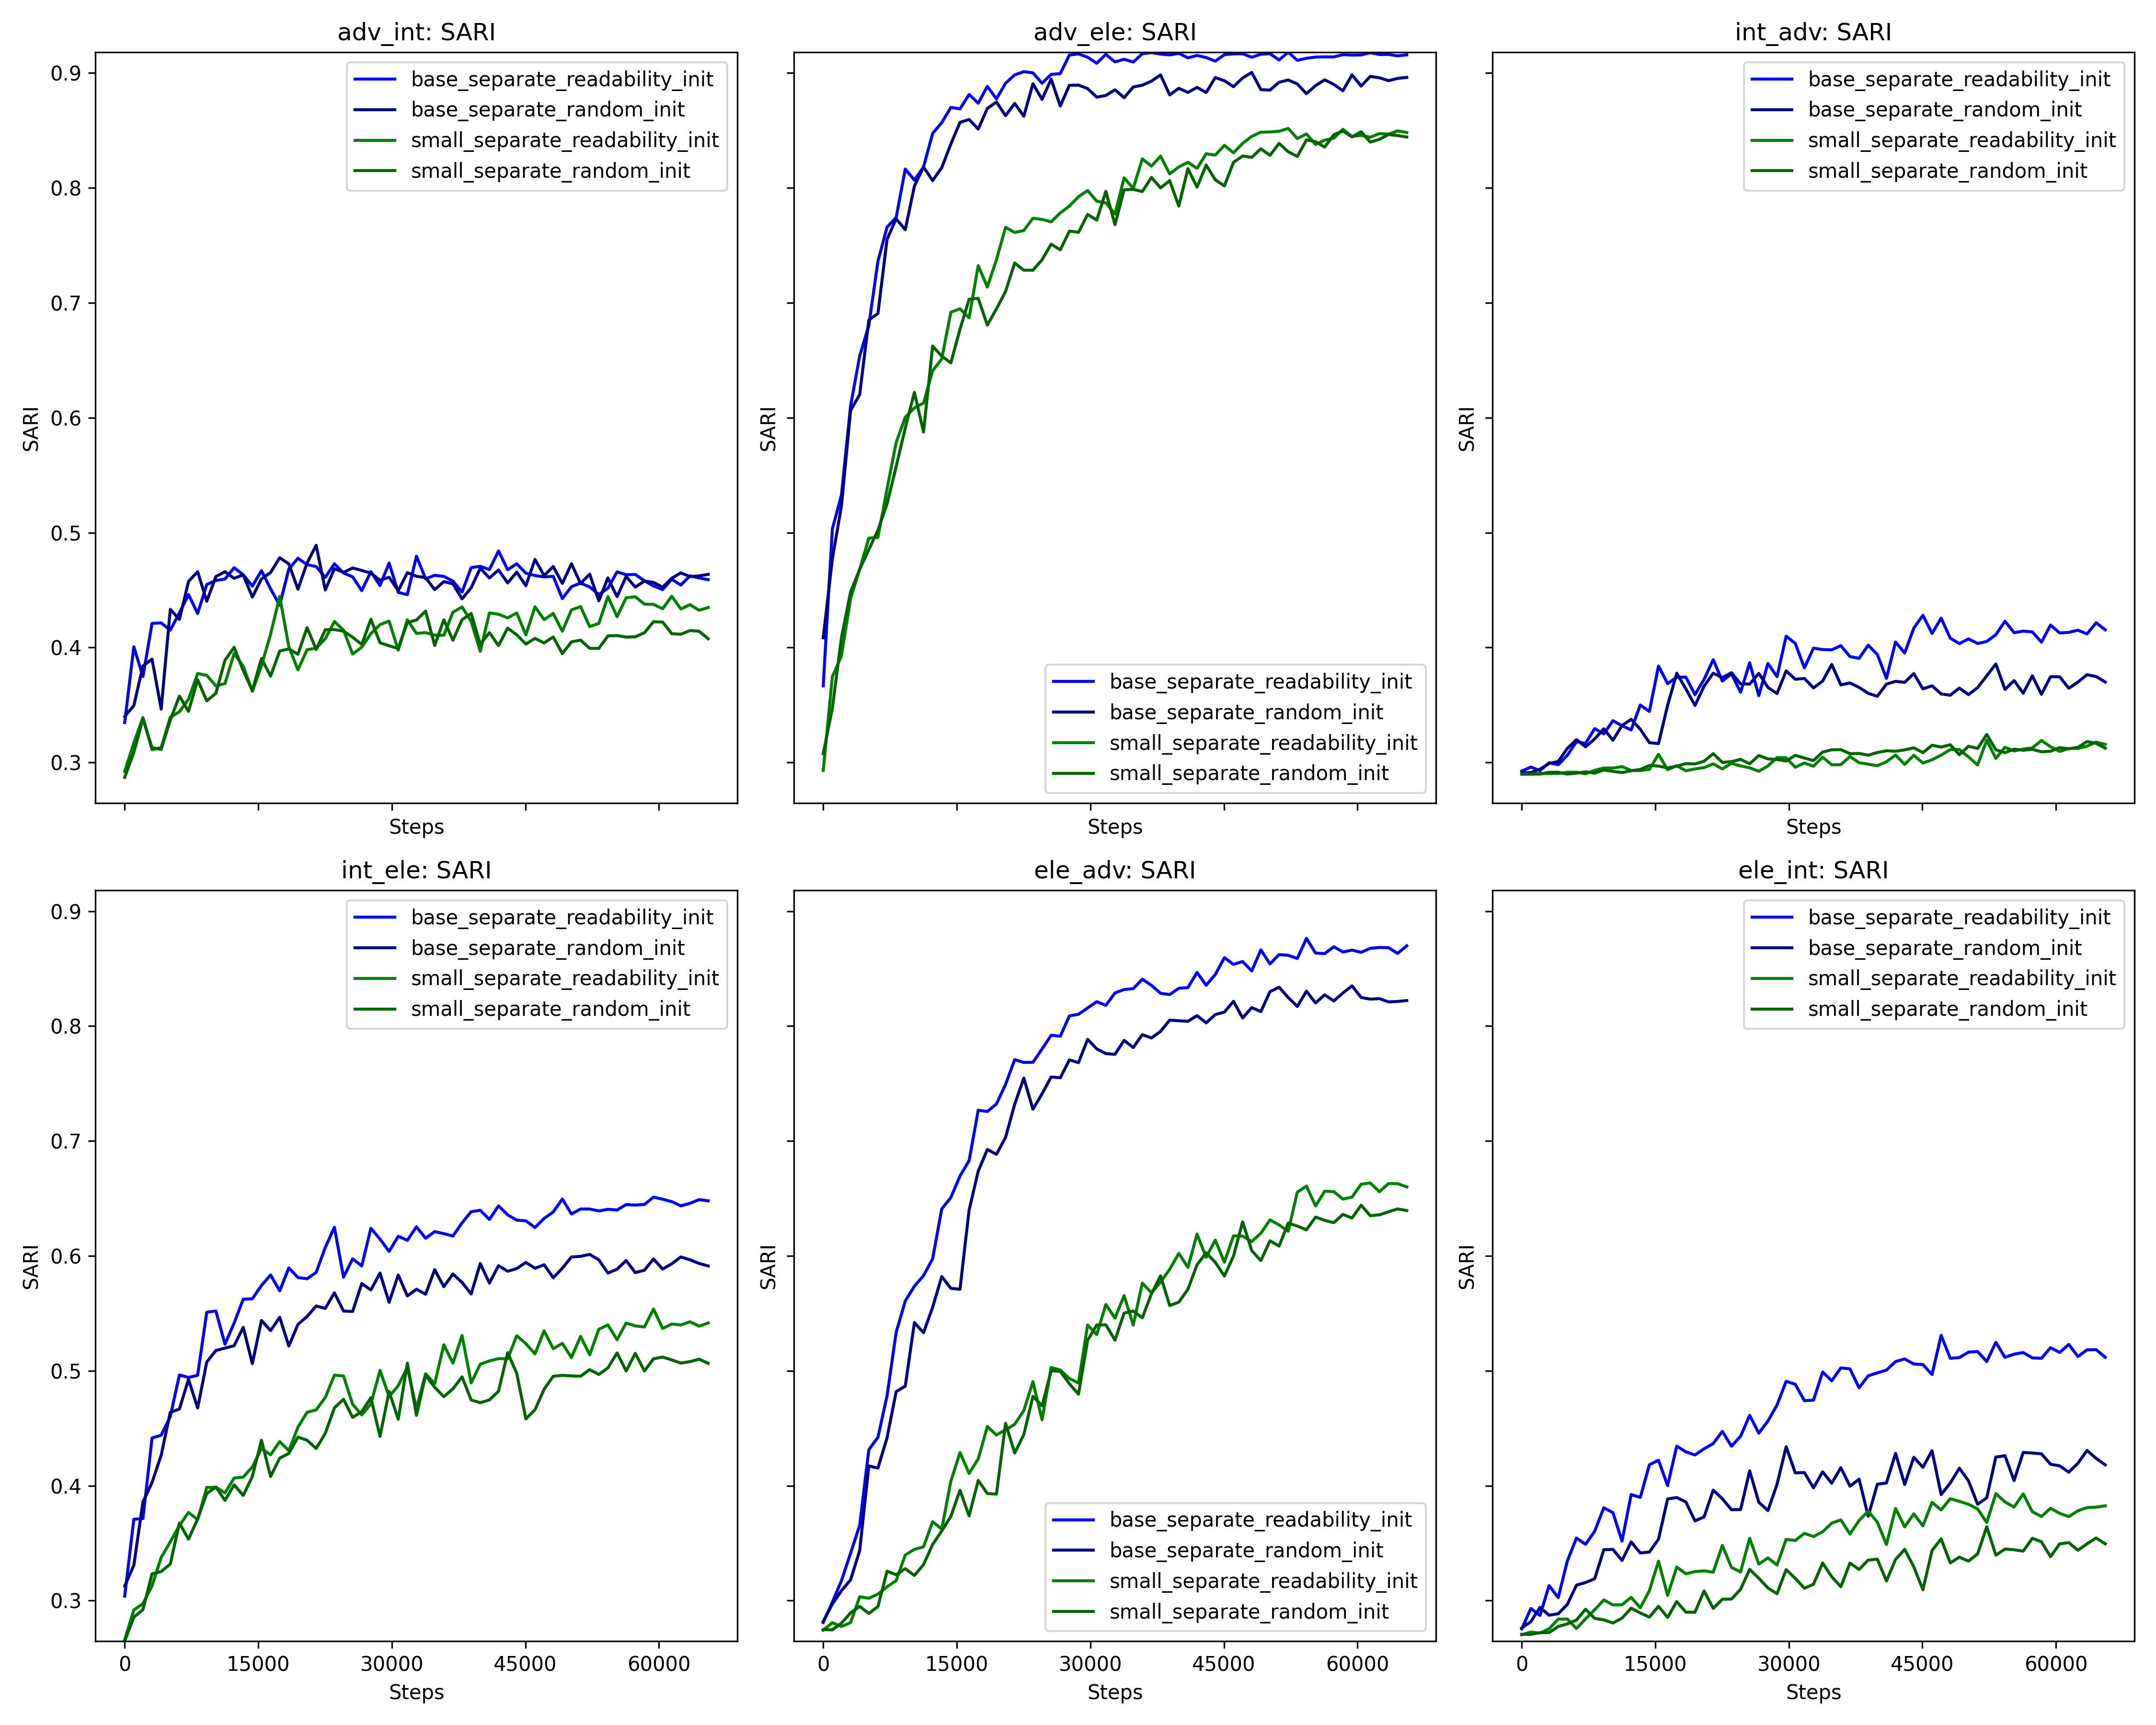 adv_int: SARI
0.9
0.8
0.7
0.6
0.5
0.4
0.3
SARI
Steps
base_separate_readability_init
base_separate_random_init
small_separate_readability_init
small_separate_random_init
adv_ele: SARI
SARI
Steps
base_separate_readability_init
base_separate_random_init
small_separate_readability_init
small_separate_random_init
int_adv: SARI
SARI
Steps
base_separate_readability_init
base_separate_random_init
small_separate_readability_init
small_separate_random_init
int_ele: SARI
0.9
0.8
0.7
0.6
0.5
0.4
0.3
SARI
0
15000
30000
45000
60000
Steps
base_separate_readability_init
base_separate_random_init
small_separate_readability_init
small_separate_random_init
ele_adv: SARI
SARI
0
15000
30000
45000
60000
Steps
base_separate_readability_init
base_separate_random_init
small_separate_readability_init
small_separate_random_init
ele_int: SARI
SARI
0
15000
30000
45000
60000
Steps
base_separate_readability_init
base_separate_random_init
small_separate_readability_init
small_separate_random_init